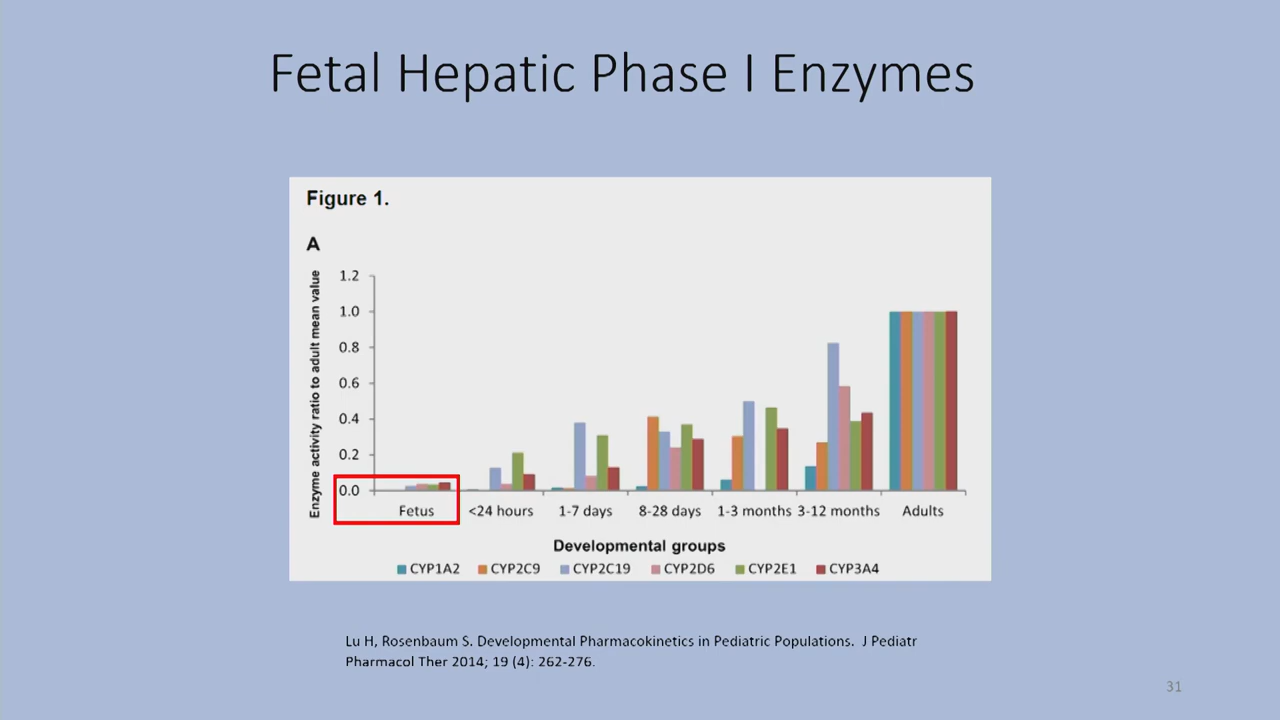 Fetal Hepatic Phase I Enzymes
Figure 1.
A
Enzyme activity ratio to adult mean value
1.2
1.0
0.8
0.6
0.4
0.2
0.0
Fetus <24 hours 1-7 days 8-28 days 1-3 months 3-12 months Adults
Developmental groups
CYP1A2 CYP2C9 CYP2C19 CYP2D6 CYP2E1 CYP3A4
Lu H, Rosenbaum S. Developmental Pharmacokinetics in Pediatric Populations. J Pediatr
Pharmacol Ther 2014; 19 (4): 262-276.
31